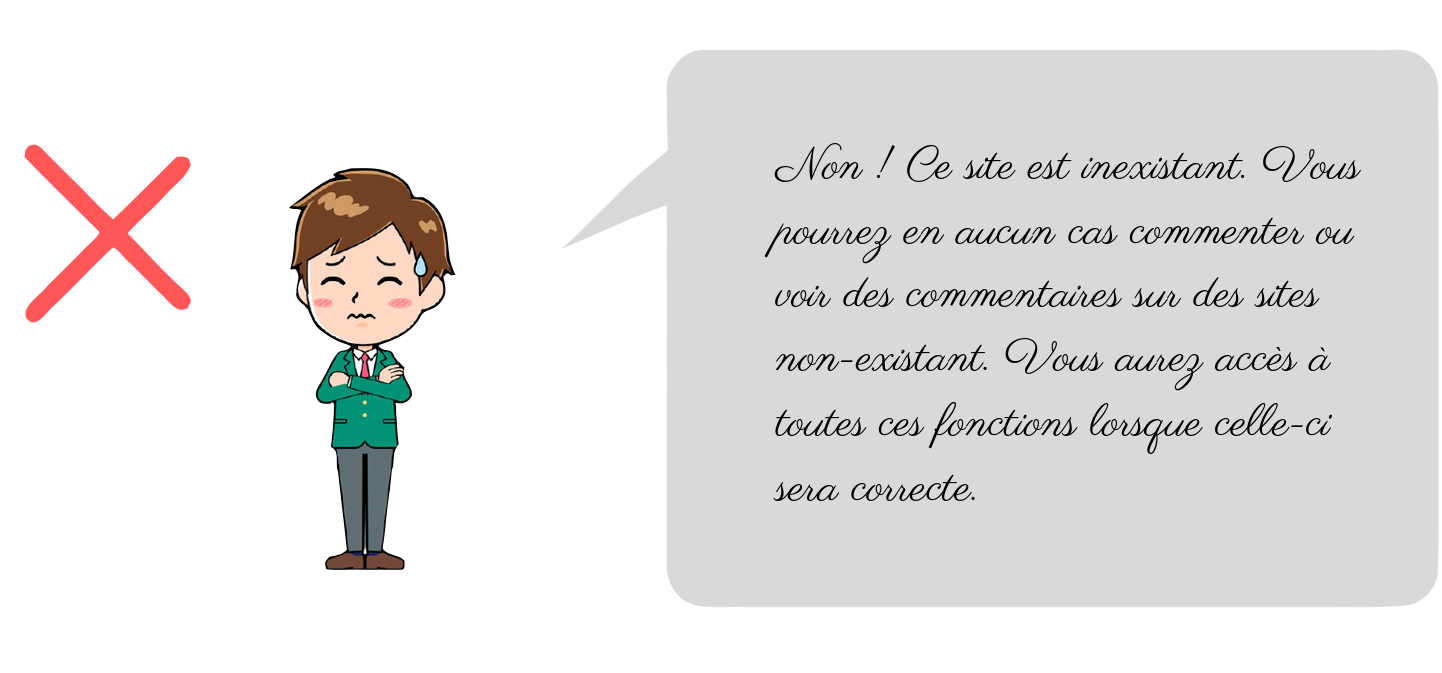 Non ! Ce site est inexistant. Vous
pourrez en aucun cas commenter ou
voir des commentaires sur des sites
non-existant. Vous aurez accès à
toutes ces fonctions lorsque celle-ci
sera correcte.